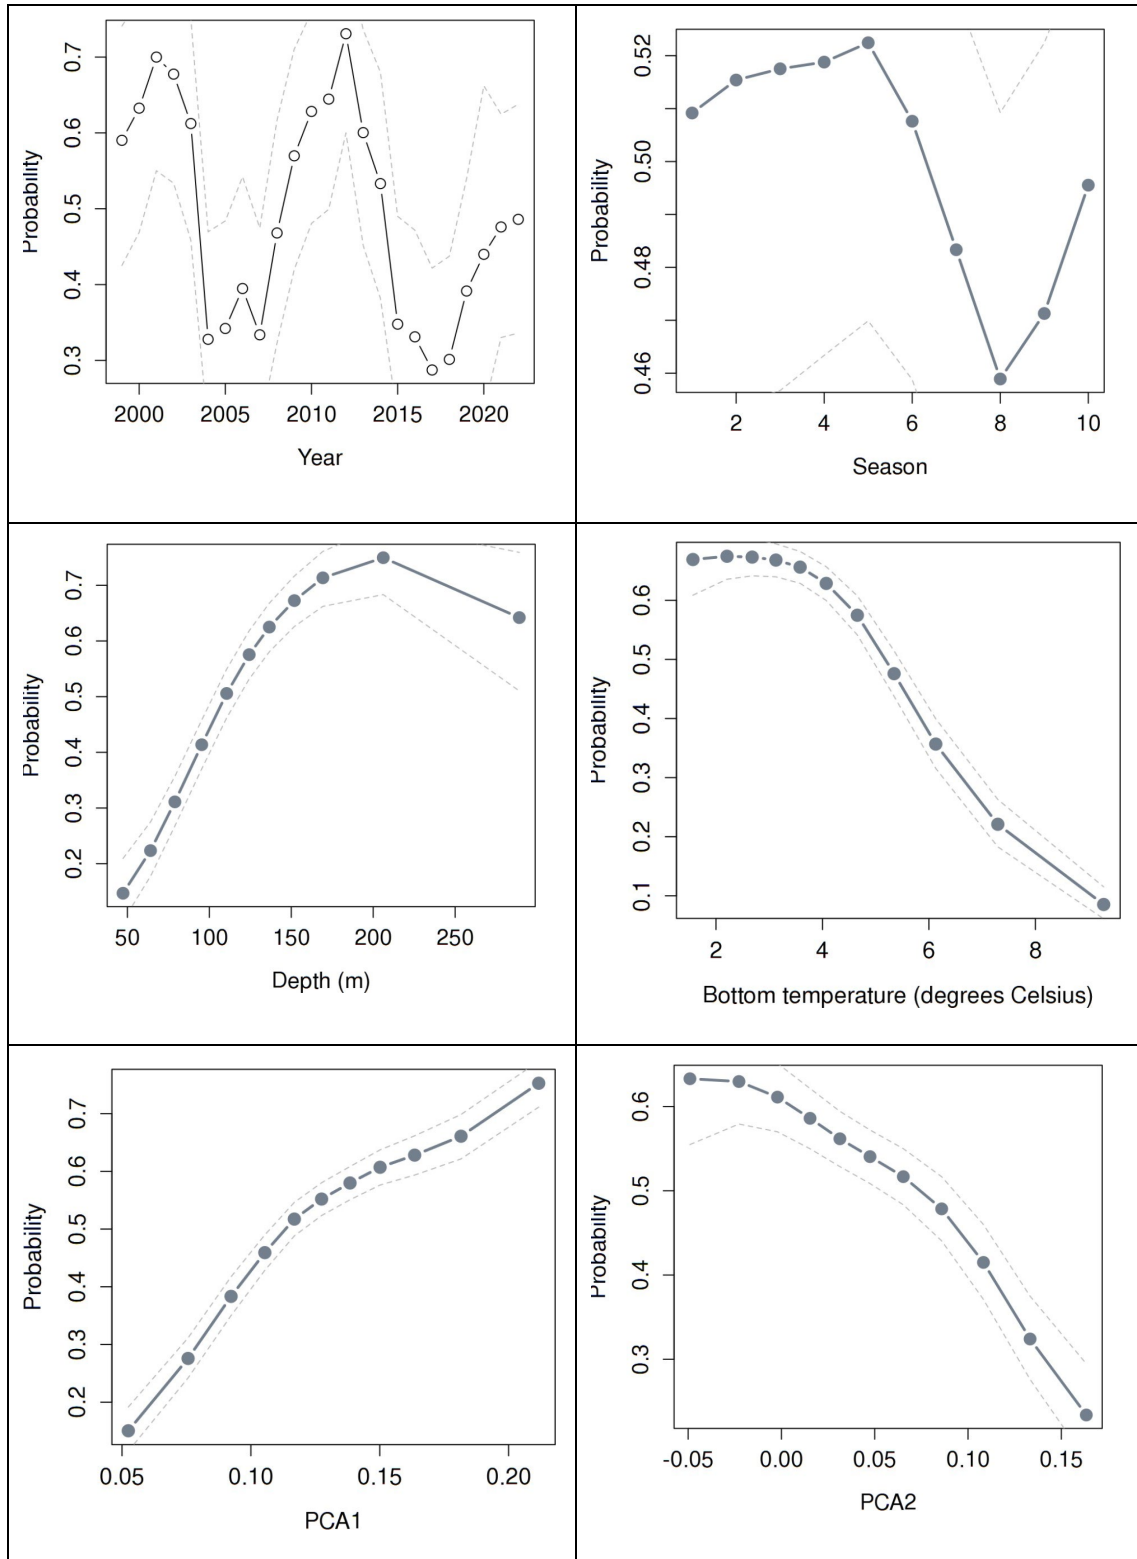 Probability
0.3 0.4 0.5 0.6 0.7
2000 2005 2010 2015 2020
Year
Probability
0.46 0.48 0.50 0.52
2 4 6 8 10
Season
Probability
0.2 0.3 0.4 0.5 0.6 0.7
50 100 150 200 250
Depth (m)
Probability
0.1 0.2 0.3 0.4 0.5 0.6
2 4 6 8
Bottom temperature (degrees Celsius)
Probability
0.2 0.3 0.4 0.5 0.6 0.7
0.05 0.10 0.15 0.20
PCA1
Probability
0.3 0.4 0.5 0.6
-0.05 0.00 0.05 0.10 0.15
PCA2